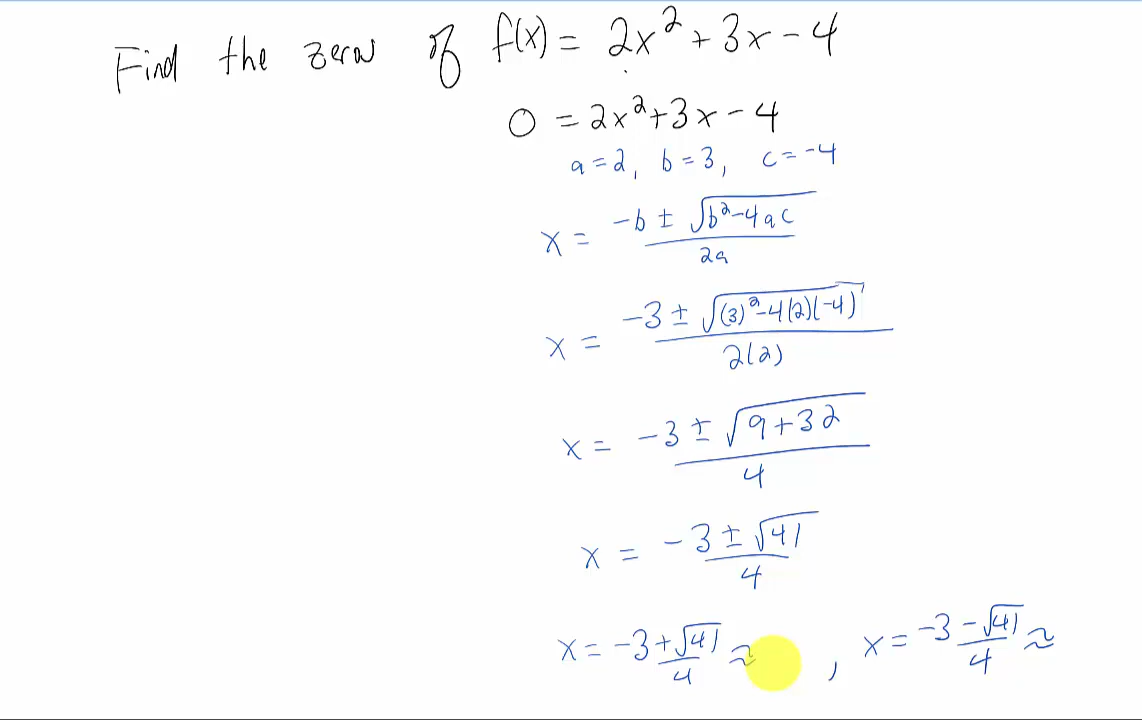 Find the zeros of f(x) = 2x² + 3x - 4
0 = 2x² + 3x - 4
a = 2, b = 3, c = -4
x = (-b ± √(b² - 4ac)) / 2a
x = (-3 ± √((3)² - 4(2)(-4))) / 2(2)
x = (-3 ± √(9 + 32)) / 4
x = (-3 ± √41) / 4
x = (-3 + √41) / 4 ≈ , x = (-3 - √41) / 4 ≈